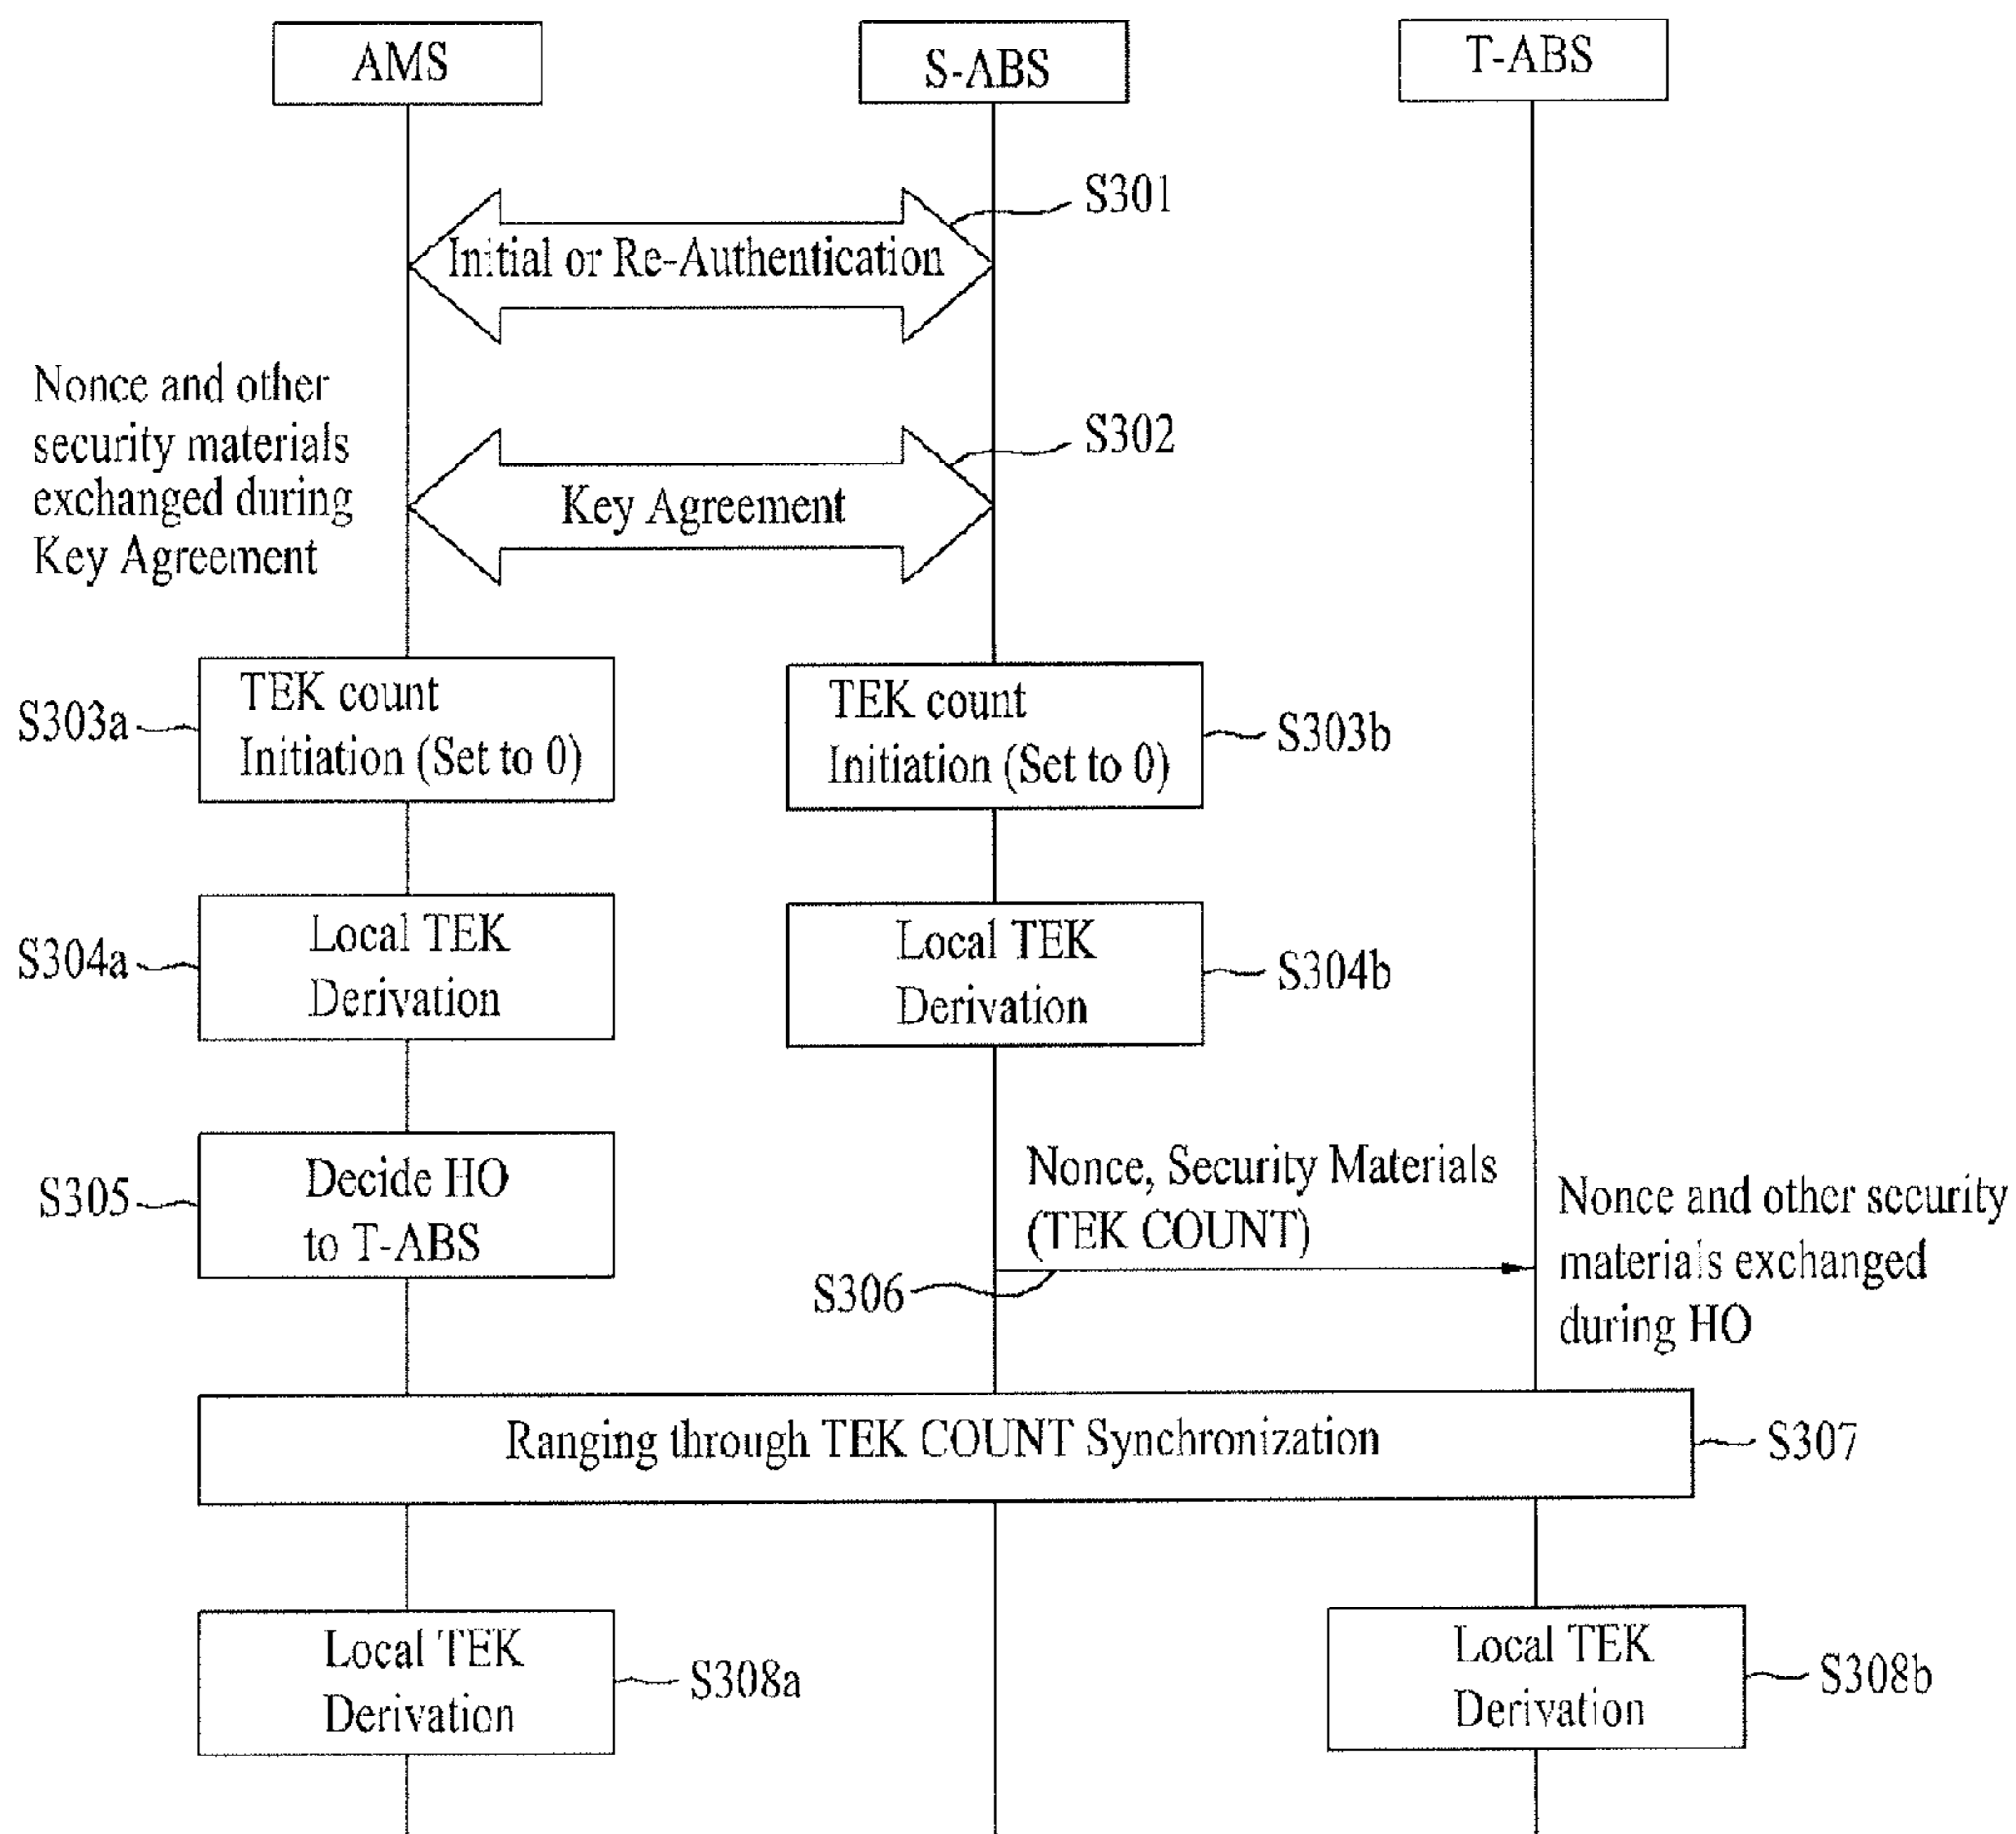 AMS
S-ABS
T-ABS
S301
Initial or Re-Authentication
Nonce and other
security materials
exchanged during
Key Agreement
S302
Key Agreement
S303a
TEK count
Initiation (Set to 0)
TEK count
Initiation (Set to 0)
S303b
S304a
Local TEK
Derivation
Local TEK
Derivation
S304b
S305
Decide HO
to T-ABS
Nonce, Security Materials
(TEK COUNT)
S306
Nonce and other security
materials exchanged
during HO
Ranging through TEK COUNT Synchronization
S307
Local TEK
Derivation
S308a
Local TEK
Derivation
S308b